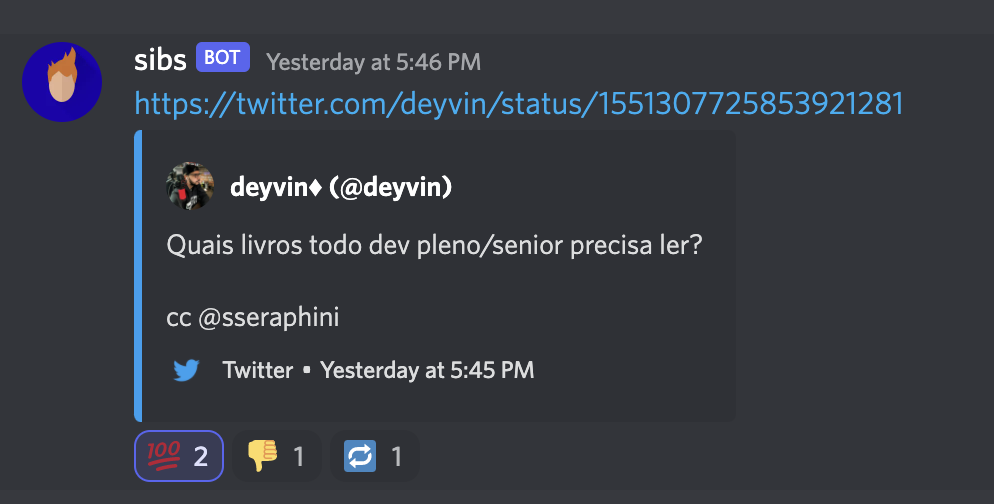 sibs BOT Yesterday at 5:46 PM
https://twitter.com/deyvin/status/1551307725853921281
deyvin♦ (@deyvin)
Quais livros todo dev pleno/senior precisa ler?
cc @sseraphini
Twitter • Yesterday at 5:45 PM
100 2 1 1